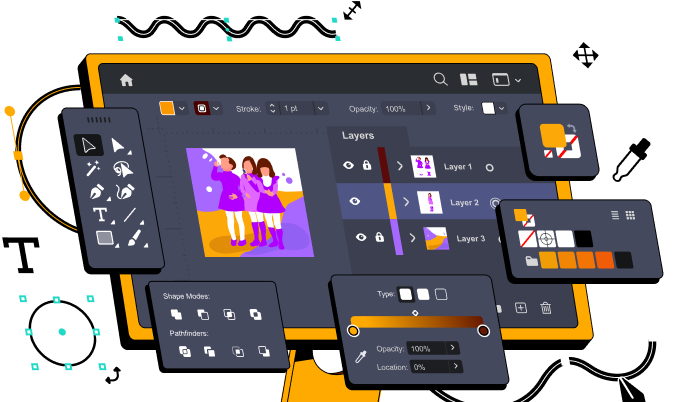 Stroke: 1 pt Opacity: 100% Style:
Layers
Layer 1
Layer 2
Layer 3
T
T
Shape Modes:
Pathfinders:
Type:
Opacity: 100%
Location: 0%